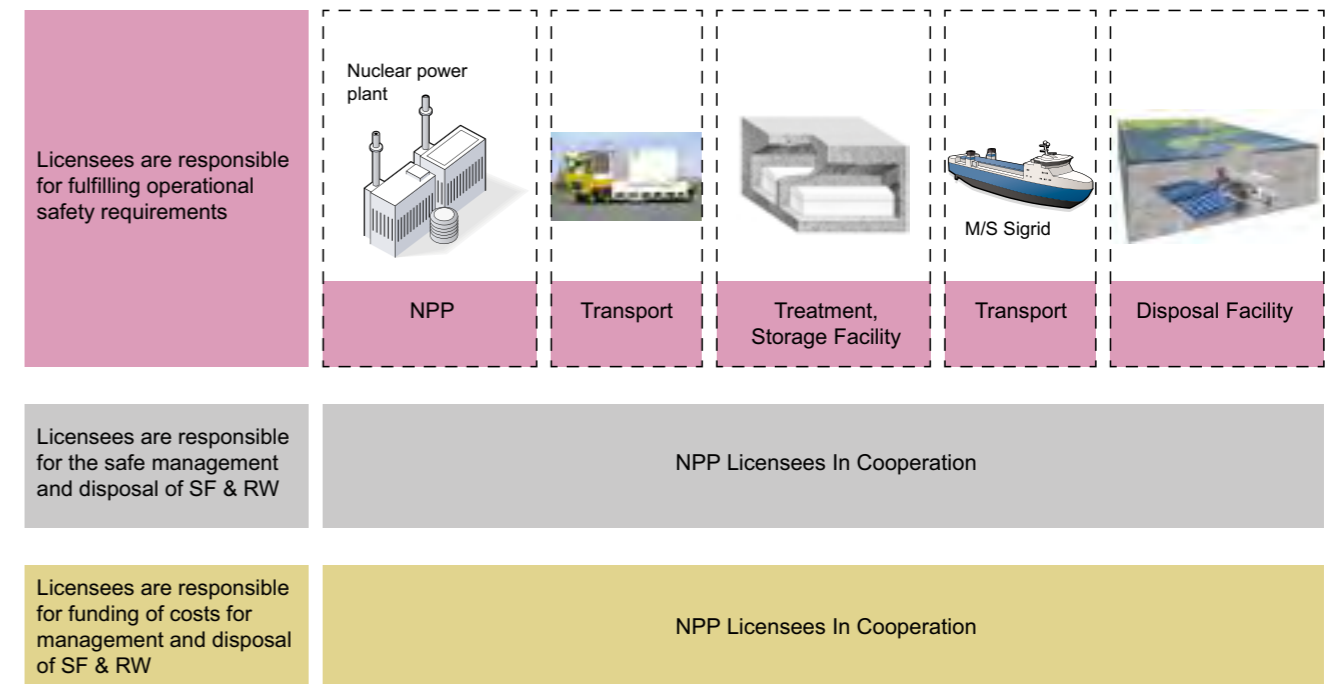 Licensees are responsible
for fulfilling operational
safety requirements
Nuclear power
plant
NPP
Transport
Treatment,
Storage Facility
M/S Sigrid
Transport
Disposal Facility
Licensees are responsible
for the safe management
and disposal of SF & RW
NPP Licensees In Cooperation
Licensees are responsible
for funding of costs for
management and disposal
of SF & RW
NPP Licensees In Cooperation